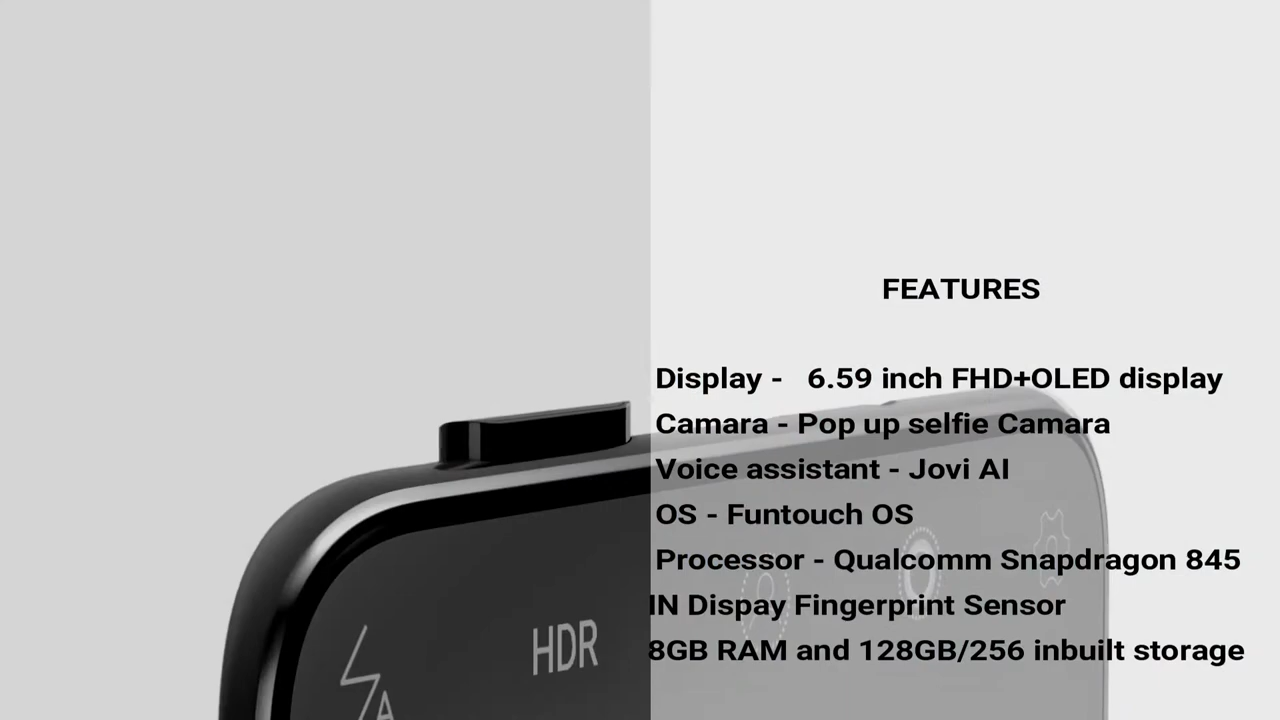 FEATURES
Display - 6.59 inch FHD+OLED display
Camara - Pop up selfie Camara
Voice assistant - Jovi AI
OS - Funtouch OS
Processor - Qualcomm Snapdragon 845
IN Dispay Fingerprint Sensor
8GB RAM and 128GB/256 inbuilt storage
HDR
A